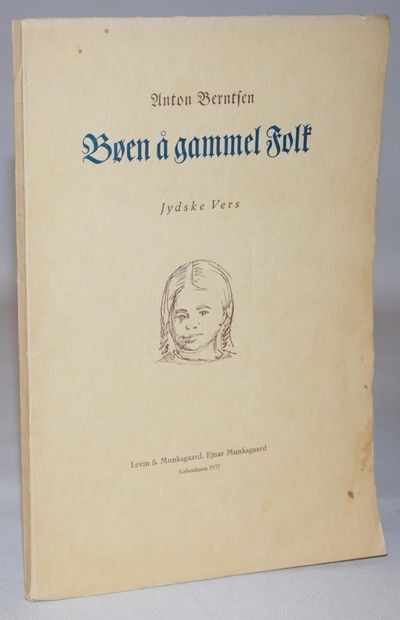 Anton Berntsen
Bøen å gammel Folk
Jydske Vers
Levin & Munksgaard. Ejnar Munksgaard
København 1937